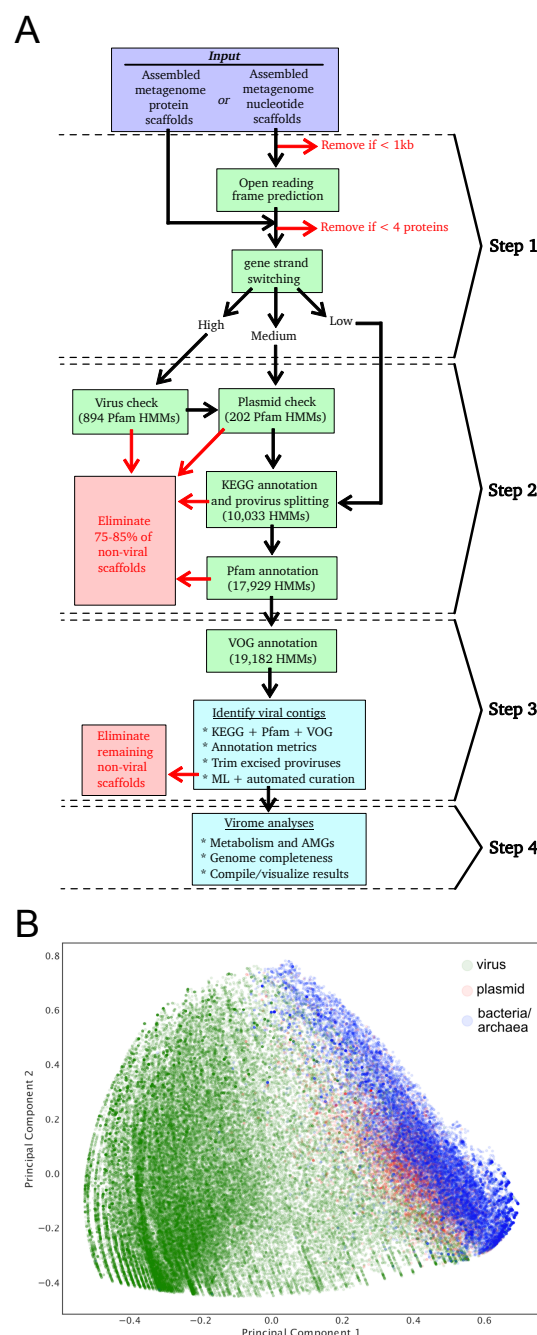 A
Input
Assembled metagenome protein scaffolds
or
Assembled metagenome nucleotide scaffolds
Remove if < 1kb
Open reading
frame prediction
Remove if < 4 proteins
gene strand
switching
Step 1
High
Medium
Low
Virus check
(894 Pfam HMMs)
Plasmid check
(202 Pfam HMMs)
Eliminate
75-85% of
non-viral
scaffolds
KEGG annotation
and provirus splitting
(10,033 HMMs)
Step 2
Pfam annotation
(17,929 HMMs)
VOG annotation
(19,182 HMMs)
Identify viral contigs
* KEGG + Pfam + VOG
* Annotation metrics
* Trim excised proviruses
* ML + automated curation
Eliminate
remaining
non-viral
scaffolds
Step 3
Virome analyses
* Metabolism and AMGs
* Genome completeness
* Compile/visualize results
Step 4
B
virus
plasmid
bacteria/
archaea
Principal Component 2
0.8
0.6
0.4
0.2
0.0
−0.2
−0.4
−0.4
−0.2
0.0
0.2
0.4
0.6
Principal Component 1